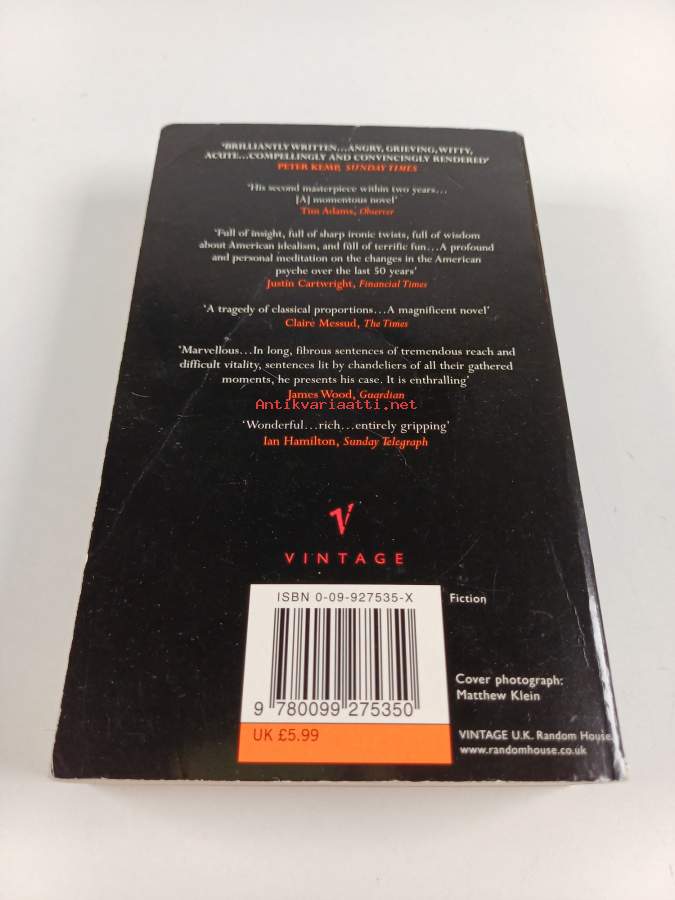 ‘BRILLIANTLY WRITTEN…ANGRY, GRIEVING, WITTY,
ACUTE…COMPELLINGLY AND CONVINCINGLY RENDERED’
PETER KEMP, SUNDAY TIMES
‘His second masterpiece within two years…
[A] momentous novel’
Tim Adams, Observer
‘Full of insight, full of sharp ironic twists, full of wisdom
about American idealism, and full of terrific fun…A profound
and personal meditation on the changes in the American
psyche over the last 50 years’
Justin Cartwright, Financial Times
‘A tragedy of classical proportions…A magnificent novel’
Claire Messud, The Times
‘Marvellous…In long, fibrous sentences of tremendous reach and
difficult vitality, sentences lit by chandeliers of all their gathered
moments, he presents his case. It is enthralling’
James Wood, Guardian
Antikvariaatti.net
‘Wonderful…rich…entirely gripping’
Ian Hamilton, Sunday Telegraph
V
VINTAGE
ISBN 0-09-927535-X
Fiction
9 780099 275350
UK £5.99
Cover photograph:
Matthew Klein
VINTAGE U.K. Random House
www.randomhouse.co.uk